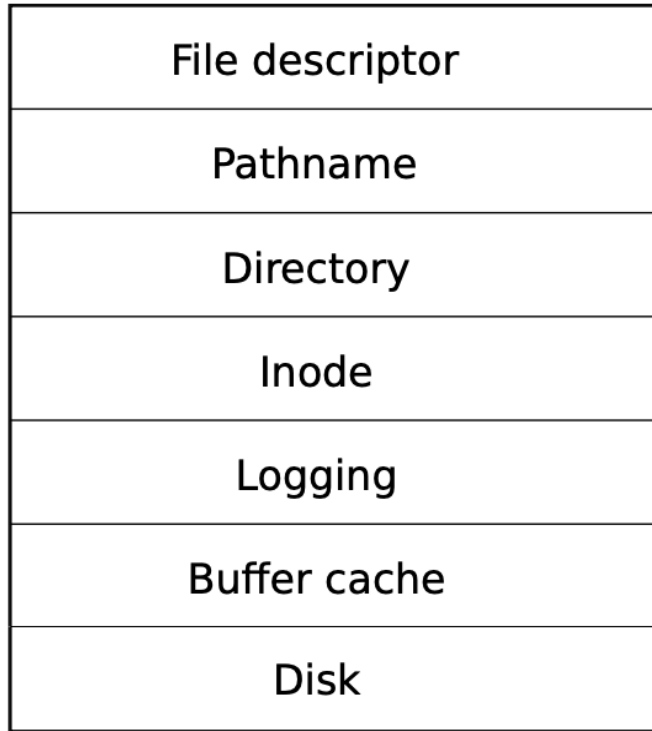 File descriptor
Pathname
Directory
Inode
Logging
Buffer cache
Disk